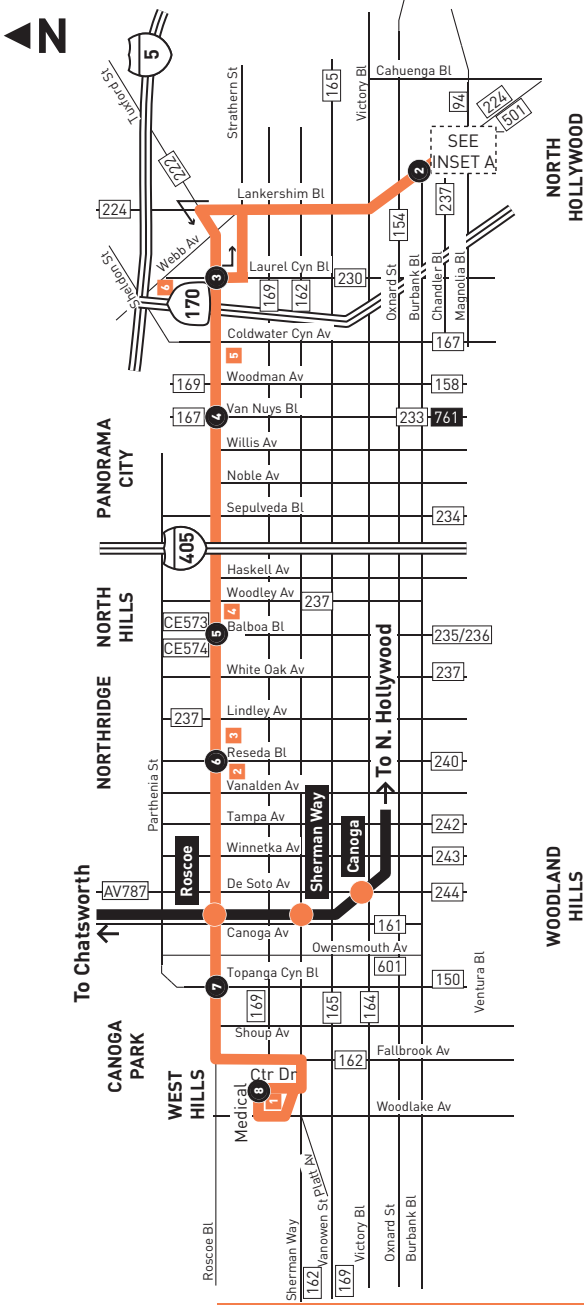 N
5
Tuxford St
222
224
Sheldon St
Webb Av
6
170
3
Strathern St
165
Victory Bl
Cahuenga Bl
94
224
501
SEE
INSET A
2
NORTH
HOLLYWOOD
Lankershim Bl
154
237
Laurel Cyn Bl
230
169
162
Oxnard St
Burbank Bl
Chandler Bl
Magnolia Bl
Coldwater Cyn Av
167
5
169
Woodman Av
158
167
4
Van Nuys Bl
233
761
PANORAMA
CITY
Willis Av
Noble Av
Sepulveda Bl
234
405
Haskell Av
Woodley Av
237
4
NORTH
HILLS
CE573
CE574
5
Balboa Bl
235/236
White Oak Av
237
237
Lindley Av
NORTHRIDGE
3
6
Reseda Bl
240
2
Parthenia St
Vanalden Av
To N. Hollywood
Tampa Av
242
Winnetka Av
243
Roscoe
Sherman Way
Canoga
AV787
De Soto Av
244
To Chatsworth
Canoga Av
161
Owensmouth Av
601
WOODLAND
HILLS
7
Topanga Cyn Bl
150
Ventura Bl
169
165
164
Shoup Av
CANOGA
PARK
162
Fallbrook Av
WEST
HILLS
Medical
Ctr Dr
8
1
Woodlake Av
Roscoe Bl
Sherman Way
162
Platt Av
Vanowen St
169
Victory Bl
Oxnard St
Burbank Bl